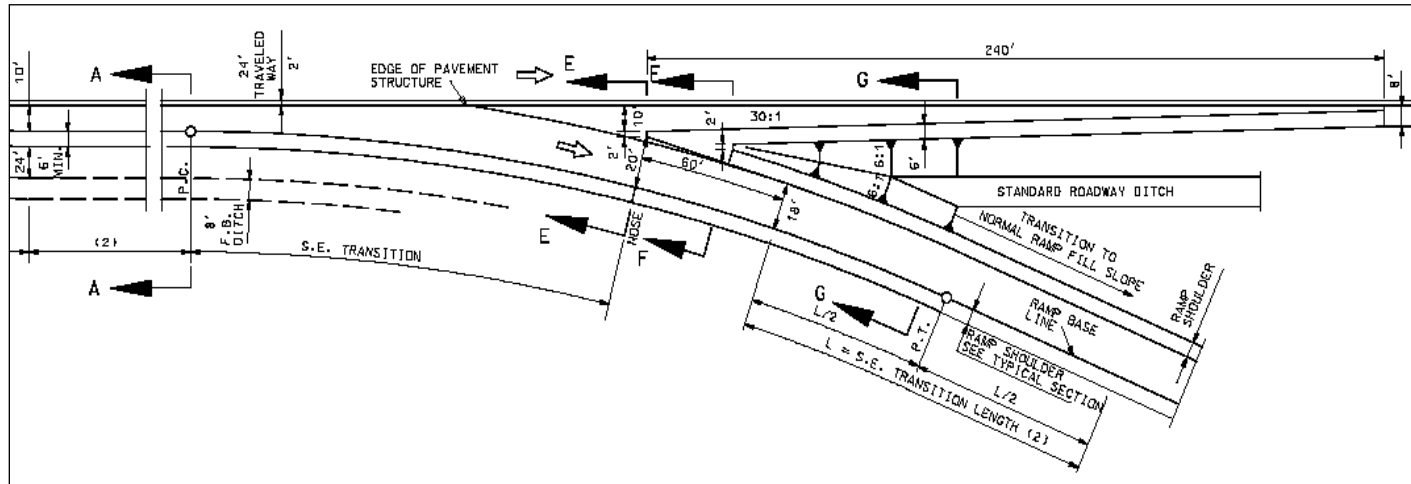 10'
A
24'
TRAVELED
WAY
2'
EDGE OF PAVEMENT
STRUCTURE
E
F
240'
G
8'
10'
2'
30:1
2'
20'
60'
6:1
6:1
6'
18'
STANDARD ROADWAY DITCH
24'
6'
MIN.
P.C.
8'
F.B.
DITCH
(2)
S.E. TRANSITION
A
E
NOSE
F
TRANSITION TO
NORMAL RAMP FILL SLOPE
G
L/2
P.T.
RAMP BASE
LINE
RAMP
SHOULDER
RAMP SHOULDER
SEE TYPICAL SECTION
L/2
L = S.E. TRANSITION LENGTH (2)